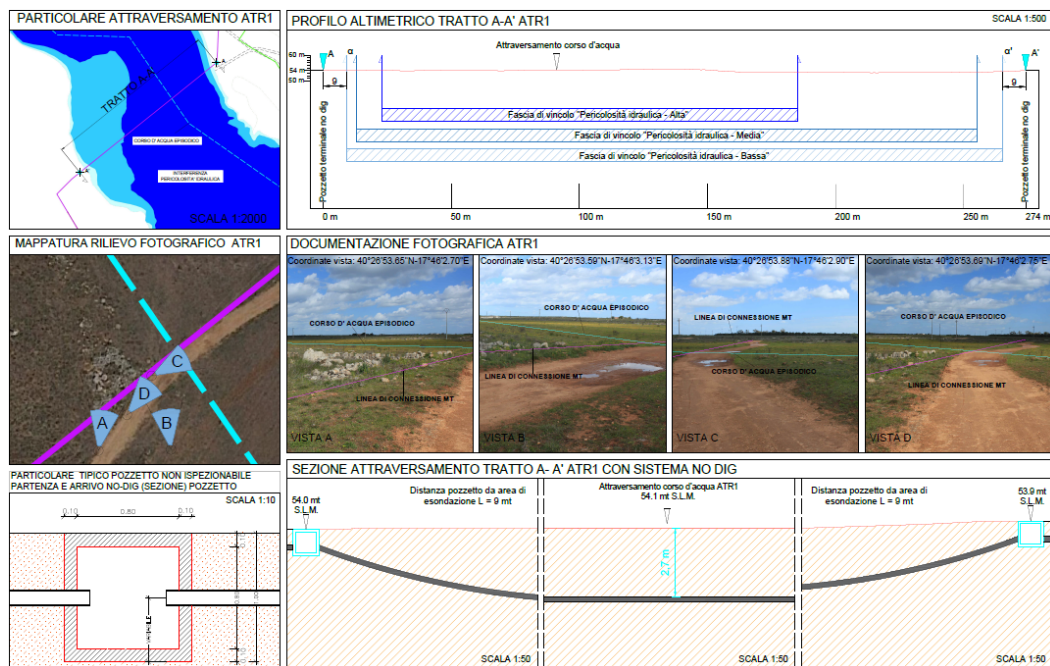 PARTICOLARE ATTRAVERSAMENTO ATR1
TRATTO A-A'
CORSO D'ACQUA EPISODICO
INTERFERENZA
PERICOLOSITA' IDRAULICA
SCALA 1:2000
PROFILO ALTIMETRICO TRATTO A-A' ATR1
SCALA 1:500
60 m
54 m
50 m
A
α
Attraversamento corso d'acqua
α'
A'
9
9
Pozzetto terminale no dig
Fascia di vincolo "Pericolosità idraulica - Alta"
Fascia di vincolo "Pericolosità idraulica - Media"
Fascia di vincolo "Pericolosità idraulica - Bassa"
Pozzetto terminale no dig
0 m
50 m
100 m
150 m
200 m
250 m
274 m
MAPPATURA RILIEVO FOTOGRAFICO ATR1
A
B
C
D
DOCUMENTAZIONE FOTOGRAFICA ATR1
Coordinate vista: 40°26'53.65"N-17°46'2.70"E
CORSO D' ACQUA EPISODICO
LINEA DI CONNESSIONE MT
VISTA A
Coordinate vista: 40°26'53.59"N-17°46'3.13"E
CORSO D' ACQUA EPISODICO
LINEA DI CONNESSIONE MT
VISTA B
Coordinate vista: 40°26'53.88"N-17°46'2.90"E
LINEA DI CONNESSIONE MT
CORSO D' ACQUA EPISODICO
VISTA C
Coordinate vista: 40°26'53.69"N-17°46'2.75"E
CORSO D' ACQUA EPISODICO
LINEA DI CONNESSIONE MT
VISTA D
PARTICOLARE TIPICO POZZETTO NON ISPEZIONABILE
PARTENZA E ARRIVO NO-DIG (SEZIONE) POZZETTO
SCALA 1:10
0.10
0.80
0.10
0.10
SEZIONE ATTRAVERSAMENTO TRATTO A- A' ATR1 CON SISTEMA NO DIG
54.0 mt
S.L.M.
Distanza pozzetto da area di
esondazione L = 9 mt
Attraversamento corso d'acqua ATR1
54.1 mt S.L.M.
2,7 m
Distanza pozzetto da area di
esondazione L = 9 mt
53.9 mt
S.L.M.
SCALA 1:50
SCALA 1:50
SCALA 1:50